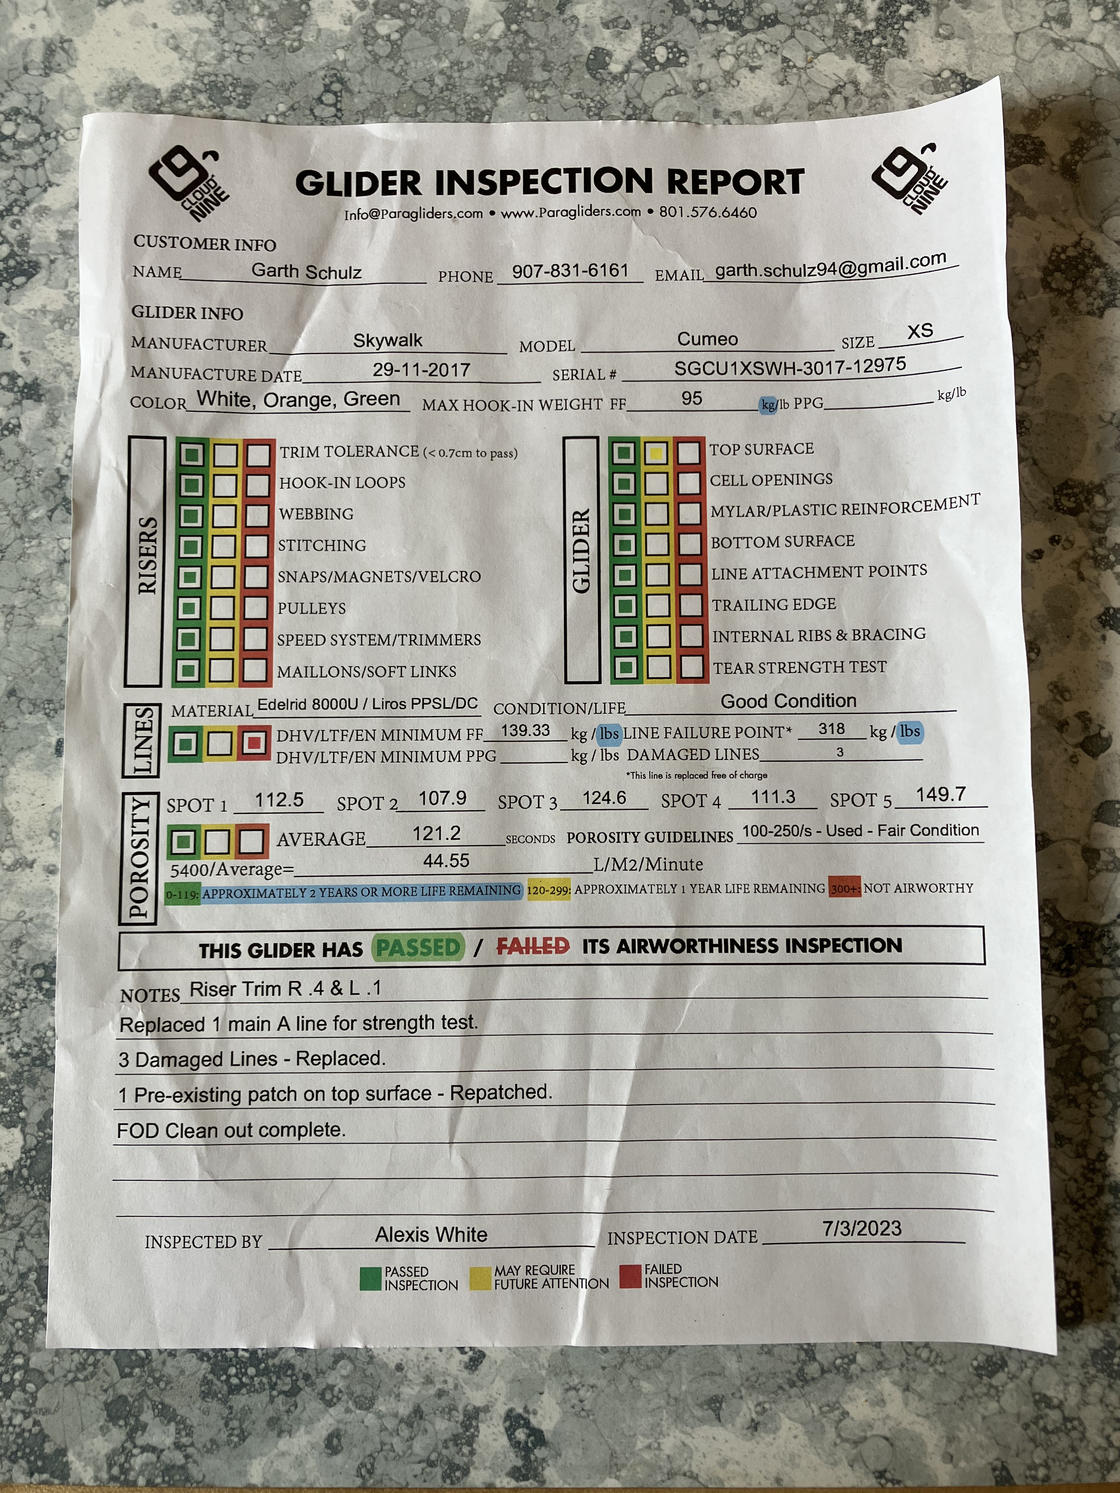 9 CLOUD NINE
GLIDER INSPECTION REPORT
9 CLOUD NINE
Info@Paragliders.com • www.Paragliders.com • 801.576.6460
CUSTOMER INFO
NAME Garth Schulz PHONE 907-831-6161 EMAIL garth.schulz94@gmail.com
GLIDER INFO
MANUFACTURER Skywalk MODEL Cumeo SIZE XS
MANUFACTURE DATE 29-11-2017 SERIAL # SGCU1XSWH-3017-12975
COLOR White, Orange, Green MAX HOOK-IN WEIGHT FF 95 kg/lb PPG kg/lb
RISERS
TRIM TOLERANCE (< 0.7cm to pass)
HOOK-IN LOOPS
WEBBING
STITCHING
SNAPS/MAGNETS/VELCRO
PULLEYS
SPEED SYSTEM/TRIMMERS
MAILLONS/SOFT LINKS
GLIDER
TOP SURFACE
CELL OPENINGS
MYLAR/PLASTIC REINFORCEMENT
BOTTOM SURFACE
LINE ATTACHMENT POINTS
TRAILING EDGE
INTERNAL RIBS & BRACING
TEAR STRENGTH TEST
LINES
MATERIAL Edelrid 8000U / Liros PPSL/DC CONDITION/LIFE Good Condition
DHV/LTF/EN MINIMUM FF 139.33 kg / lbs LINE FAILURE POINT* 318 kg / lbs
DHV/LTF/EN MINIMUM PPG kg / lbs DAMAGED LINES 3
*This line is replaced free of charge
POROSITY
SPOT 1 112.5 SPOT 2 107.9 SPOT 3 124.6 SPOT 4 111.3 SPOT 5 149.7
AVERAGE 121.2 SECONDS POROSITY GUIDELINES 100-250/s - Used - Fair Condition
5400/Average= 44.55 L/M2/Minute
0-119: APPROXIMATELY 2 YEARS OR MORE LIFE REMAINING 120-299: APPROXIMATELY 1 YEAR LIFE REMAINING 300+: NOT AIRWORTHY
THIS GLIDER HAS PASSED / FAILED ITS AIRWORTHINESS INSPECTION
NOTES Riser Trim R .4 & L .1
Replaced 1 main A line for strength test.
3 Damaged Lines - Replaced.
1 Pre-existing patch on top surface - Repatched.
FOD Clean out complete.
INSPECTED BY Alexis White INSPECTION DATE 7/3/2023
PASSED INSPECTION MAY REQUIRE FUTURE ATTENTION FAILED INSPECTION